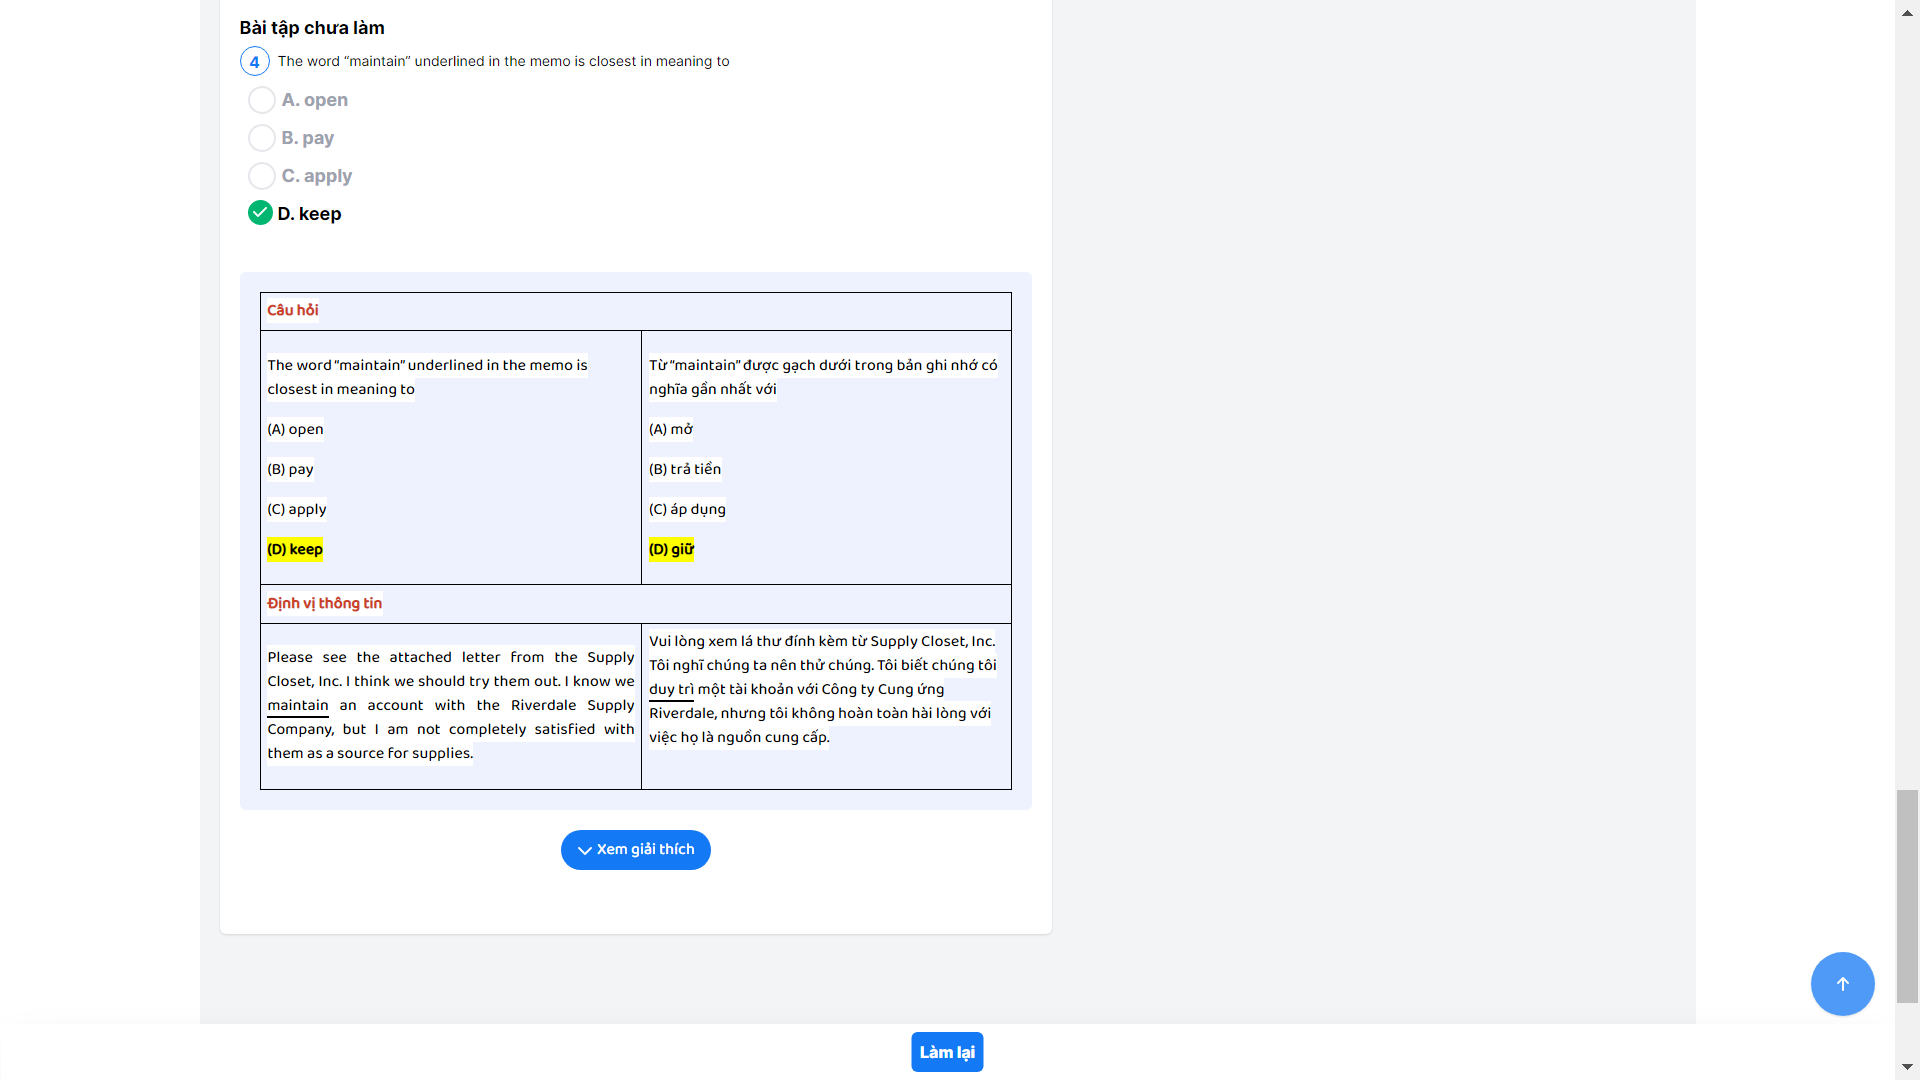 Bài tập chưa làm
4 The word “maintain” underlined in the memo is closest in meaning to
A. open
B. pay
C. apply
D. keep
Câu hỏi
The word “maintain” underlined in the memo is
closest in meaning to
(A) open
(B) pay
(C) apply
(D) keep
Từ “maintain” được gạch dưới trong bản ghi nhớ có
nghĩa gần nhất với
(A) mở
(B) trả tiền
(C) áp dụng
(D) giữ
Định vị thông tin
Please see the attached letter from the Supply
Closet, Inc. I think we should try them out. I know we
maintain an account with the Riverdale Supply
Company, but I am not completely satisfied with
them as a source for supplies.
Vui lòng xem lá thư đính kèm từ Supply Closet, Inc.
Tôi nghĩ chúng ta nên thử chúng. Tôi biết chúng tôi
duy trì một tài khoản với Công ty Cung ứng
Riverdale, nhưng tôi không hoàn toàn hài lòng với
việc họ là nguồn cung cấp.
Xem giải thích
Làm lại